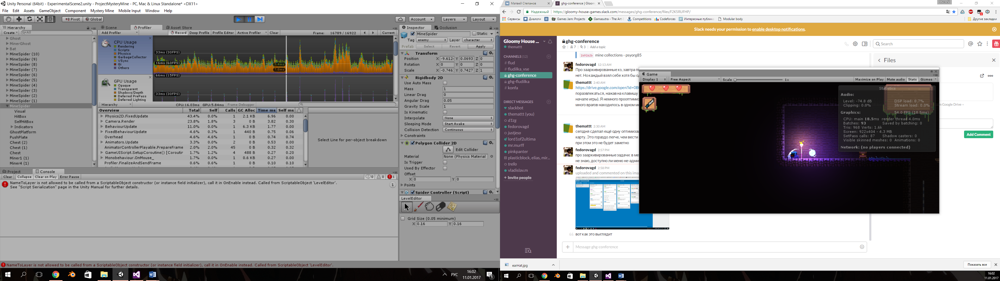 Unity Personal (64bit) - ExperimentalScene2.unity - ProjectMysteryMine - PC, Mac & Linux Standalone* <DX11>
File Edit Assets GameObject Component Mystery Mine Mobile Input Window Help
Pivot Global Account Layers Layout
Hierarchy
Create All
Ghost
MinerGhost
Bat
MineSpider (10)
MineSpider (9)
MineSpider (8)
MineSpider (7)
MineSpider (6)
MineSpider (5)
MineSpider (4)
MineSpider (3)
MineSpider (2)
MineSpider (1)
MineSpider
Visual
HitBox
SelfHitBox
Indicators
GhostPlatform
PushPlate
Chest (2)
Chest (1)
Chest
Miner1 (1)
Miner4 (1)
Scene Profiler Asset Store
Add Profiler Record Deep Profile Profile Editor Active Profiler Clear Frame: 16789 / 16922 Current
CPU Usage
Rendering
Scripts
Physics
GarbageCollector
VSync
Gi
Others
33ms (30FPS)
16ms (60FPS)
3.4ms
7.8ms
GPU Usage
Opaque
Transparent
Shadows/Depth
Deferred PrePass
Deferred Lighting
66ms (15FPS)
33ms (30FPS)
Hierarchy CPU:16.03ms GPU:5.84ms Frame Debugger
Overview Total Self Calls GC Alloc Time ms Self ms
Physics2D.FixedUpdate 43.4% 0.0% 1 2.1 KB 6.96 0.00
Camera.Render 23.8% 1.8% 3 0 B 3.82 0.30
BehaviourUpdate 11.0% 0.0% 1 6.3 KB 1.77 0.00
FixedBehaviourUpdate 4.6% 0.3% 1 440 B 0.75 0.06
Overhead 4.6% 4.6% 1 0 B 0.74 0.74
Animators.Update 3.3% 0.0% 2 0 B 0.53 0.00
AnimatorControllerPlayable.PrepareFrame 2.0% 2.0% 45 0 B 0.32 0.32
GameUIScript.SetupCoroutine() [Coroutir 1.7% 1.2% 4 488 B 0.27 0.20
Monobehaviour.OnMouse_ 1.7% 0.0% 1 0.6 KB 0.27 0.00
Profiler.FinalizeAndSendFrame 0.6% 0.6% 1 0 B 0.10 0.10
Select Line for per-object breakdown
Inspector Occlusion
MineSpider Static
Tag enemy Layer character
Prefab Select Revert Apply
Transform
Position X -9.612 Y 0.0693 Z 0
Rotation X 0 Y 0 Z 0
Scale X -0.746 Y 0.7427 Z 1
Rigidbody 2D
Use Auto Mass
Mass 1
Linear Drag 0
Angular Drag 0.05
Gravity Scale 1
Is Kinematic
Interpolate None
Sleeping Mode Start Awake
Collision Detection Continuous
Constraints
Polygon Collider 2D
Edit Collider
Material None (Physics Material
Is Trigger
Used By Effector
Offset
X 0 Y 0
Points
Spider Controller (Script)
LevelEditor
Grid Size (0.05 minimum)
X 0.16 Y 0.16
Project Console
Clear Collapse Clear on Play Error Pause 0 0 1
NameToLayer is not allowed to be called from a ScriptableObject constructor (or instance field initializer), call it in OnEnable instead. Called from ScriptableObject 'LevelEditor'.
See "Script Serialization" page in the Unity Manual for further details.
1
NameToLayer is not allowed to be called from a ScriptableObject constructor (or instance field initializer), call it in OnEnable instead. Called from ScriptableObject 'LevelEditor'.
РУС 16:02
11.01.2017
1
Матвей Степанов ghg-conference | Gloom
Матвей
Надежный https://gloomy-house-games.slack.com/messages/ghg-conference/files/F2K5RUFHP/
Сервисы Диалоги Games Jam: Projects Gamasutra - The Art Competitions Codeforces Интересные публик Modular body Другие закладки
Slack needs your permission to enable desktop notifications.
Gloomy House ...
themattt
CHANNELS (12)
# flud
# fludilka_vse
ghg-conference
ghg-fludilka
# konfa
DIRECT MESSAGES
slackbot
themattt (you)
d1zg
fedorovagd
justjeso
lord1of2ultima
mr.murff
pinkpanter
plasticblock, elias, mir...
trello
vladislav.m
+ Invite people
ghg-conference
7 3 Add a topic
Search
1b91b2b mine collections - psyorg85
fedorovagd 12:13 AM
Про заархивированные хз, завтра по
нет. Но каждый взял себе хотя бы о
themattt 2:40 AM
https://drive.google.com/open?id=0B
поразвлекаться, нажав на клавишу
начале игры). Я немного прооптимиз
много врагов находилось в одном ме
themattt 2:30 AM
сегодня сделал ещё одну оптимизац
карту. Это гораздо легче, чем вести
при этом это не будет заметно
fedorovagd 2:57 PM
про заархивированные задачи: в ме
не знаю, доступно ли меню не-адми
fedorovagd 2:58 PM
uploaded and commented on this ima
вот как это выглядит
Message ghg-conference
Files
m Google Drive
Add Comment
Game
Display 1 Free Aspect Scale 1x Maximize on Play Mute audio Stats Gizmos
Statistics
Audio:
Level: -74.8 dB DSP load: 0.7%
Clipping: 0.0% Stream load: 0.0%
Graphics: 54.0 FPS (18.5ms)
CPU: main 18.5ms render thread 4.0ms
Batches: 93 Saved by batching: 0
Tris: 968 Verts: 1.6k
Screen: 922x404 - 4.3 MB
SetPass calls: 87 Shadow casters: 0
Visible skinned meshes: 0 Animations: 0
Network: (no players connected)
earHat.jpg Показать все
16:02
11.01.2017